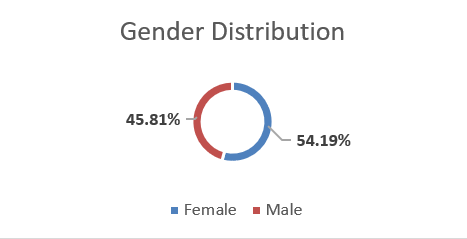 Gender Distribution
45.81%
54.19%
Female Male